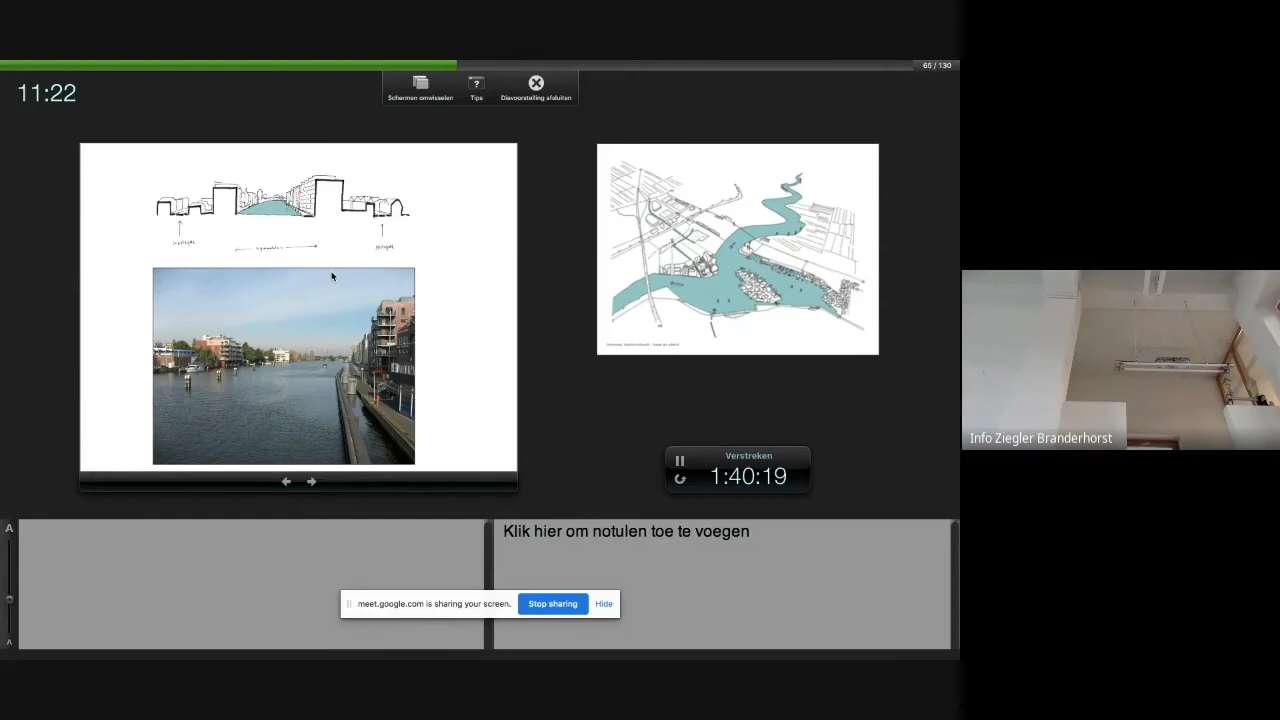 65 / 130
11:22
Schermen omwisselen
Tips
Diavoorstelling afsluiten
Verstreken
1:40:19
Klik hier om notulen toe te voegen
meet.google.com is sharing your screen.
Stop sharing
Hide
A
A
Info Ziegler Branderhorst